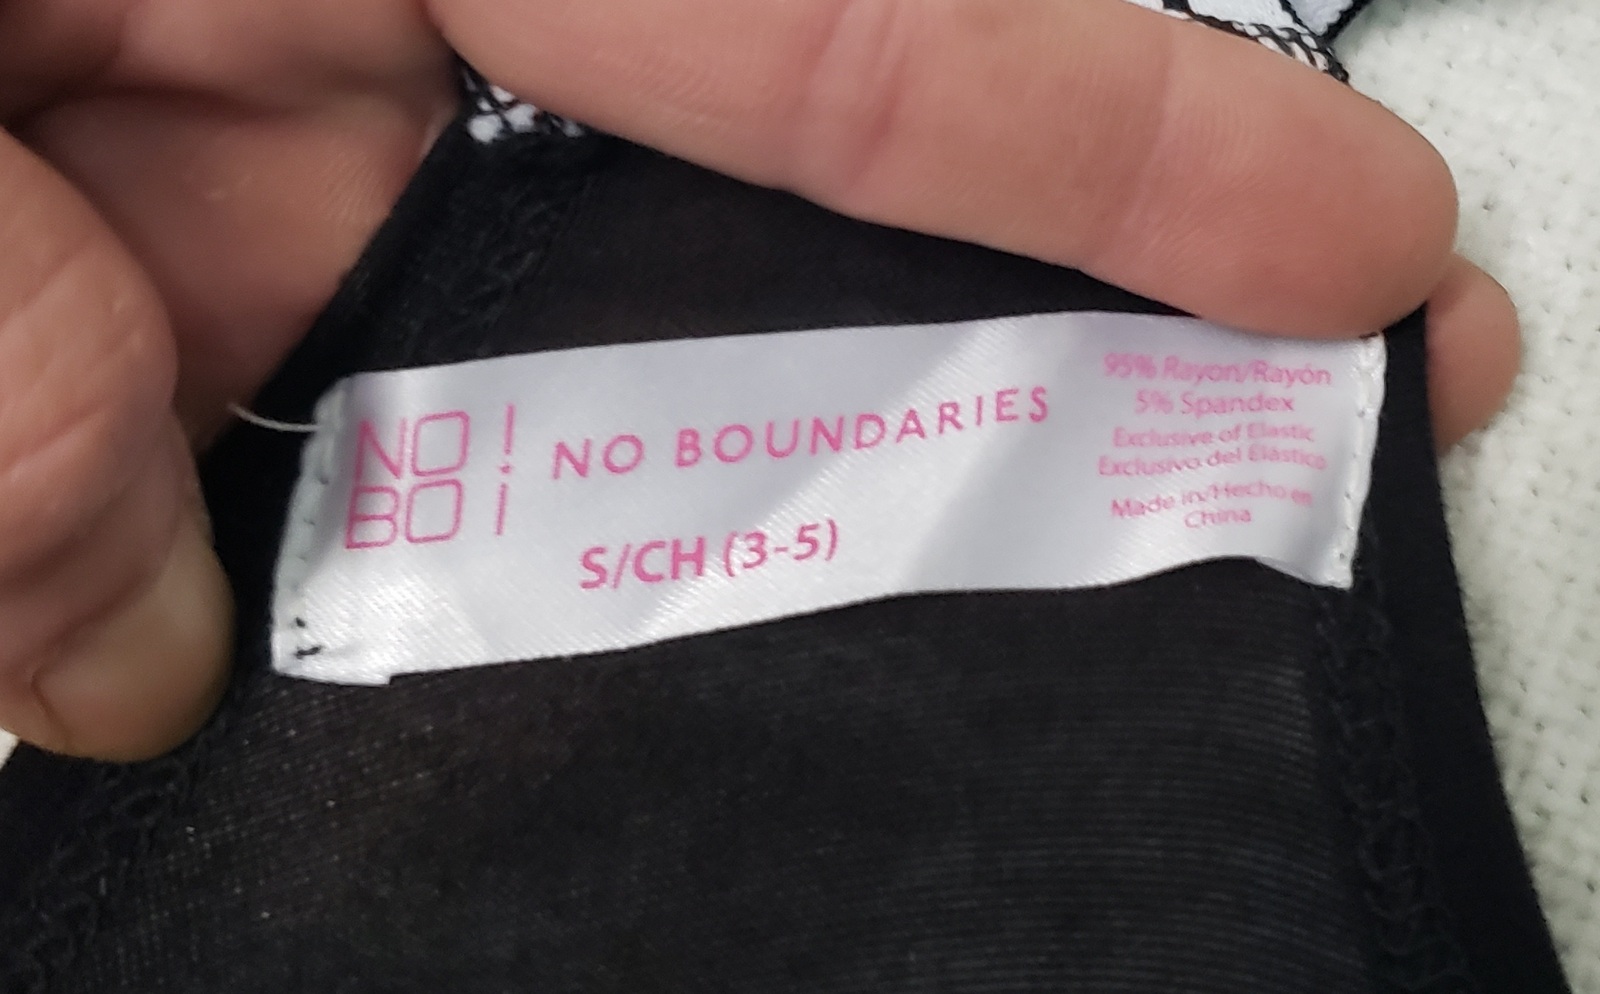 NO!
BO¡
NO BOUNDARIES
S/CH (3-5)
95% Rayon/Rayón
5% Spandex
Exclusive of Elastic
Exclusivo del Elástico
Made in/Hecho en
China